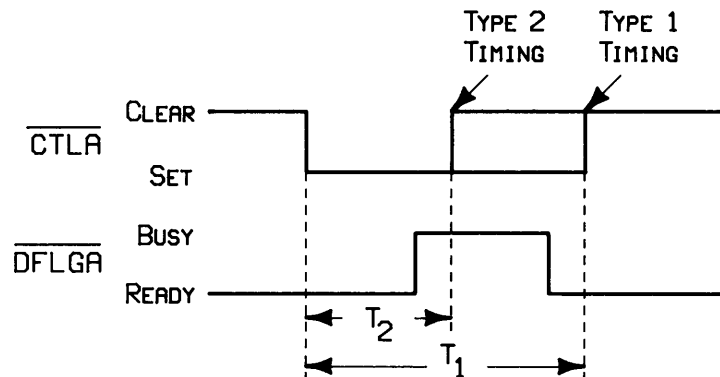 TYPE 2
TIMING
TYPE 1
TIMING
CLEAR
CTLA
SET
BUSY
DFLGA
READY
T2
T1